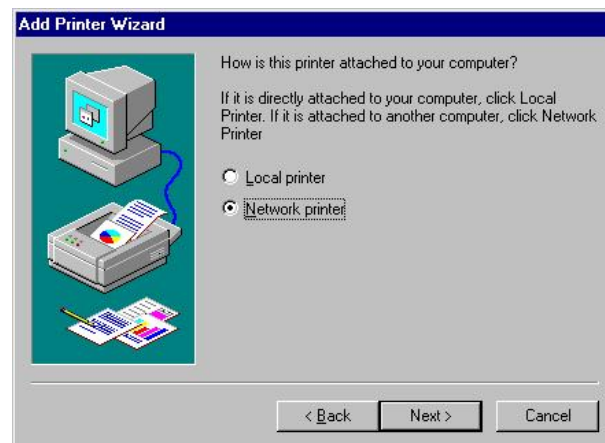 Add Printer Wizard
How is this printer attached to your computer?
If it is directly attached to your computer, click Local
Printer. If it is attached to another computer, click Network
Printer
Local printer
Network printer
< Back
Next >
Cancel